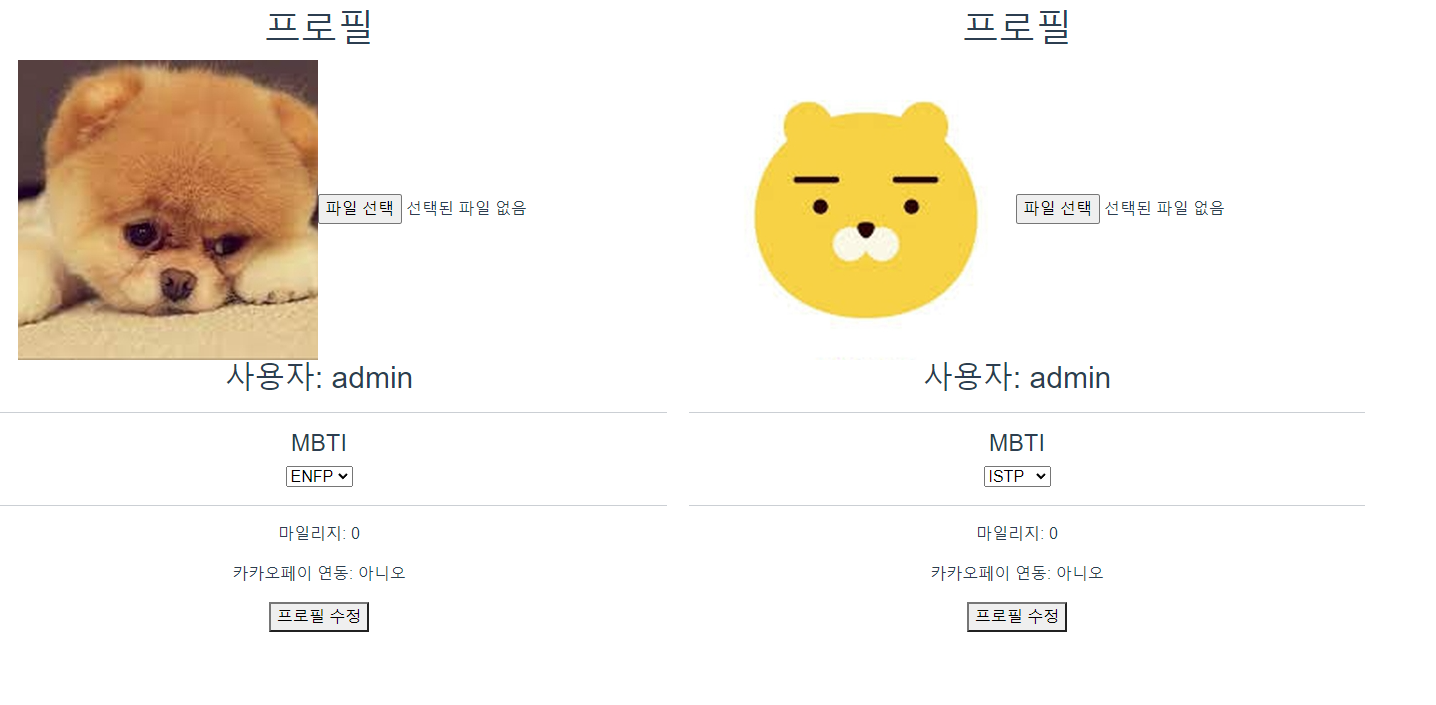 프로필
파일 선택 선택된 파일 없음
사용자: admin
MBTI
ENFP
마일리지: 0
카카오페이 연동: 아니오
프로필 수정
프로필
파일 선택 선택된 파일 없음
사용자: admin
MBTI
ISTP
마일리지: 0
카카오페이 연동: 아니오
프로필 수정